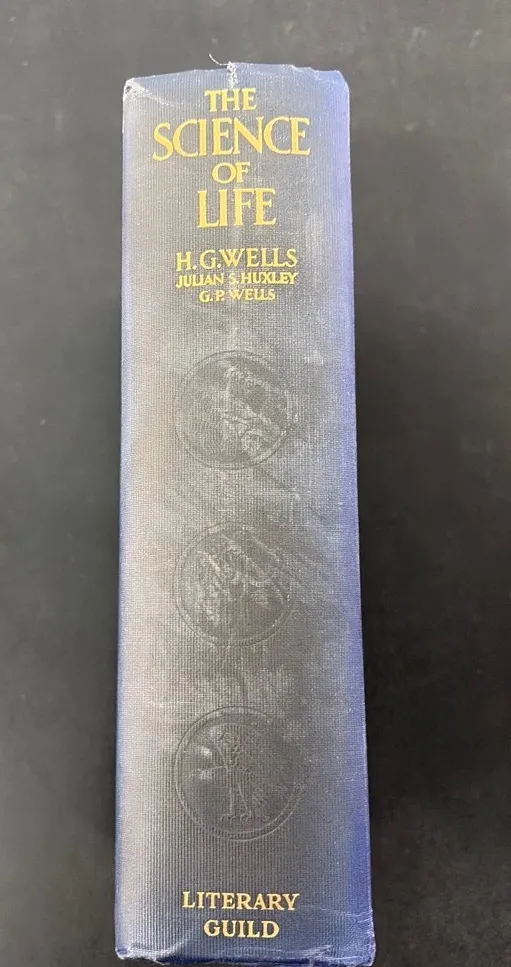 THE
SCIENCE
OF
LIFE
H. G. WELLS
JULIAN S. HUXLEY
G. P. WELLS
LITERARY
GUILD